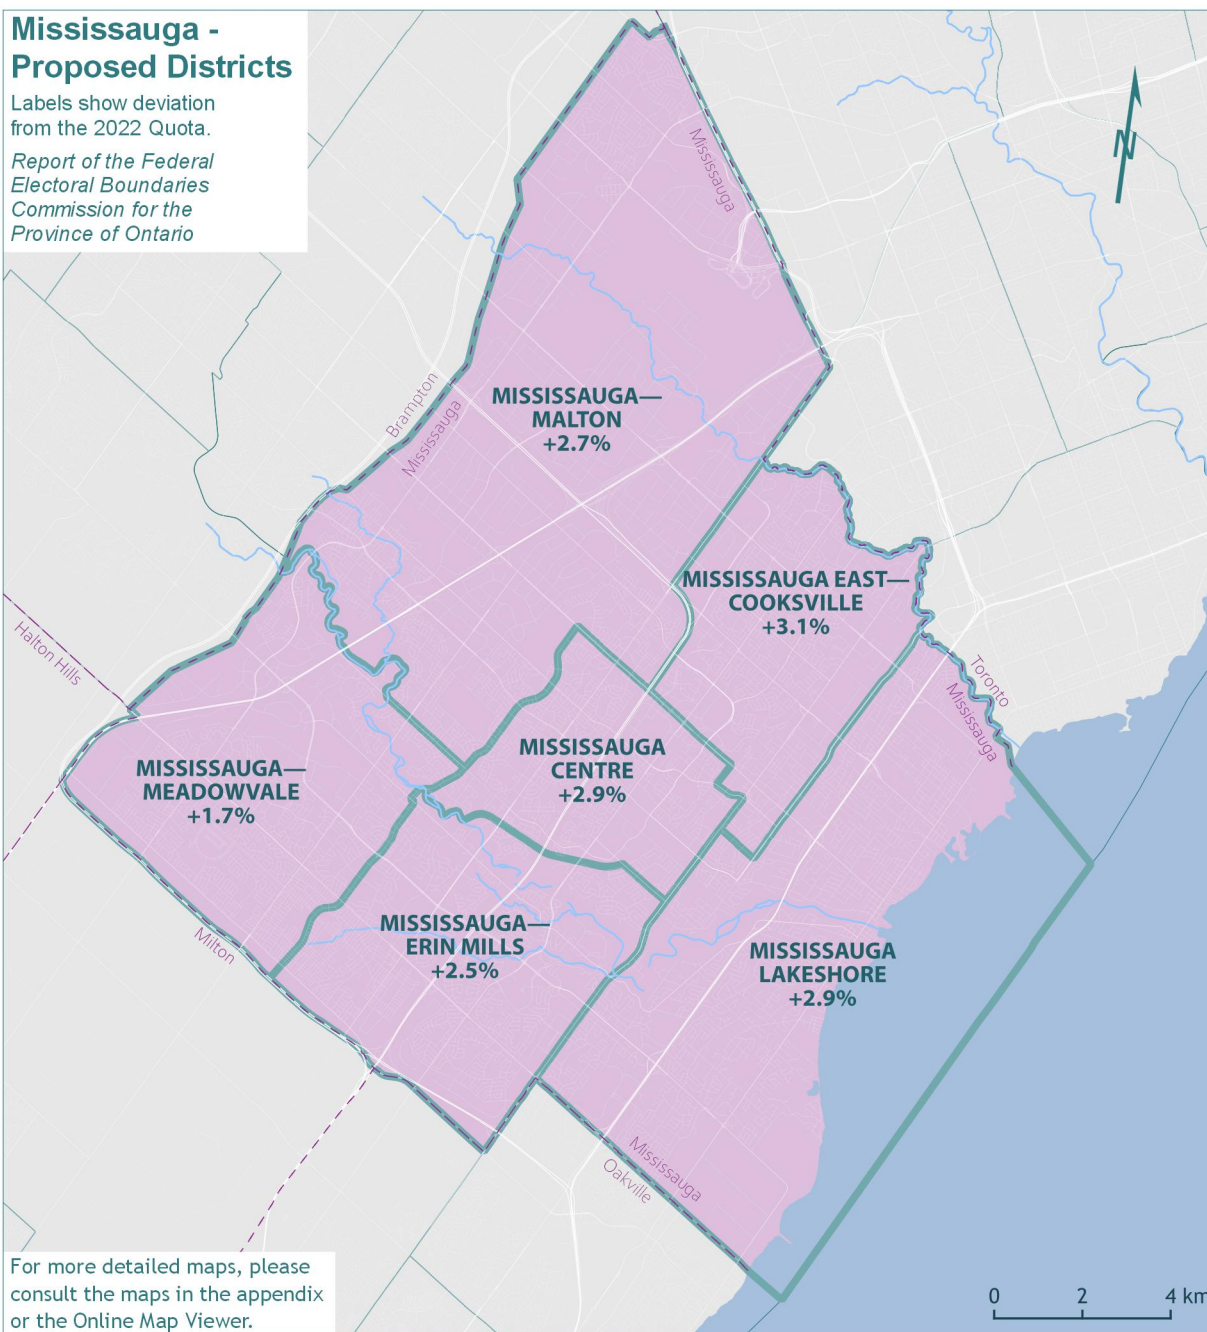 Mississauga -
Proposed Districts
Labels show deviation
from the 2022 Quota.
Report of the Federal
Electoral Boundaries
Commission for the
Province of Ontario
N
Mississauga
Brampton
Mississauga
MISSISSAUGA—
MALTON
+2.7%
MISSISSAUGA EAST—
COOKSVILLE
+3.1%
Halton Hills
Toronto
Mississauga
MISSISSAUGA
CENTRE
+2.9%
MISSISSAUGA—
MEADOWVALE
+1.7%
MISSISSAUGA—
ERIN MILLS
+2.5%
Milton
MISSISSAUGA
LAKESHORE
+2.9%
Mississauga
Oakville
For more detailed maps, please
consult the maps in the appendix
or the Online Map Viewer.
0 2 4 km